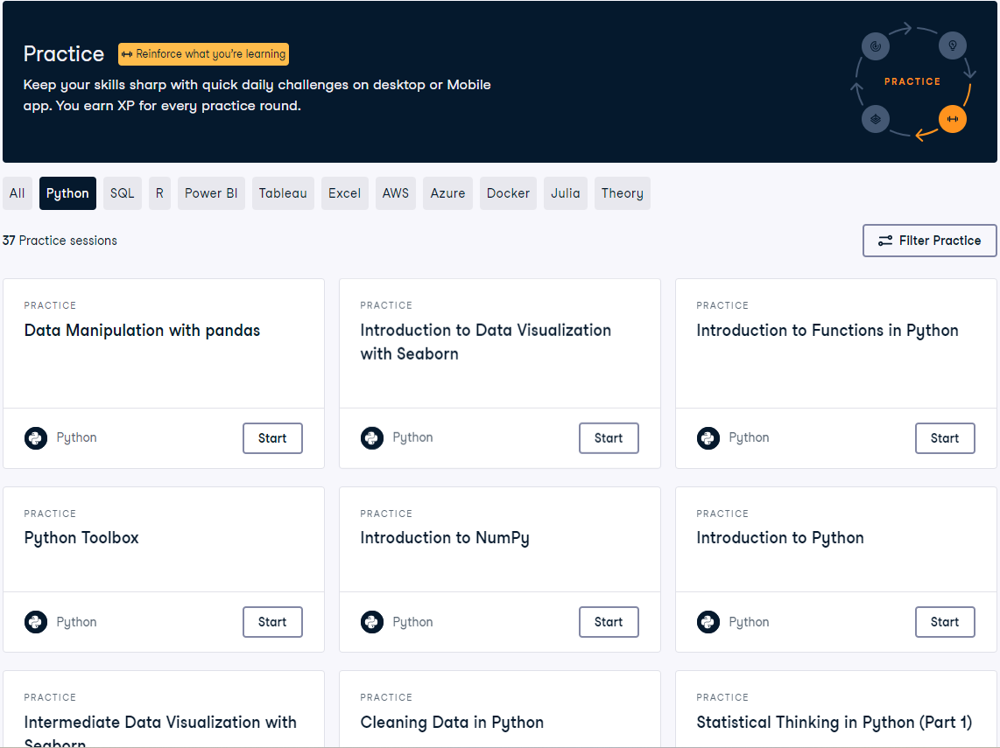 Practice
Reinforce what you're learning
Keep your skills sharp with quick daily challenges on desktop or Mobile
app. You earn XP for every practice round.
PRACTICE
All
Python
SQL
R
Power BI
Tableau
Excel
AWS
Azure
Docker
Julia
Theory
37 Practice sessions
Filter Practice
PRACTICE
Data Manipulation with pandas
Python
Start
PRACTICE
Introduction to Data Visualization
with Seaborn
Python
Start
PRACTICE
Introduction to Functions in Python
Python
Start
PRACTICE
Python Toolbox
Python
Start
PRACTICE
Introduction to NumPy
Python
Start
PRACTICE
Introduction to Python
Python
Start
PRACTICE
Intermediate Data Visualization with
Seaborn
PRACTICE
Cleaning Data in Python
PRACTICE
Statistical Thinking in Python (Part 1)